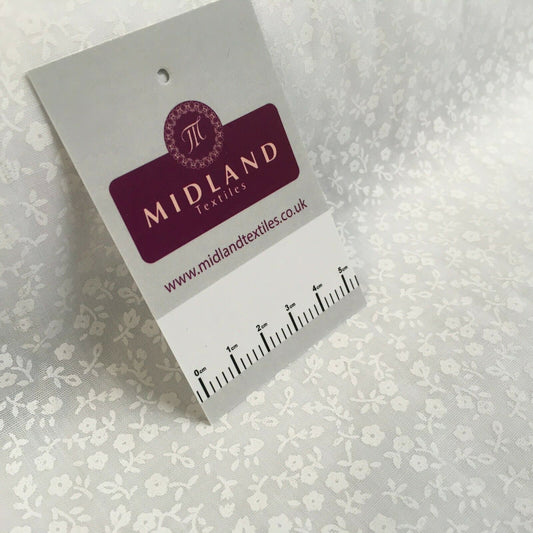 M
MIDLAND
Textiles
www.midlandtextiles.co.uk
0cm 1cm 2cm 3cm 4cm 5cm